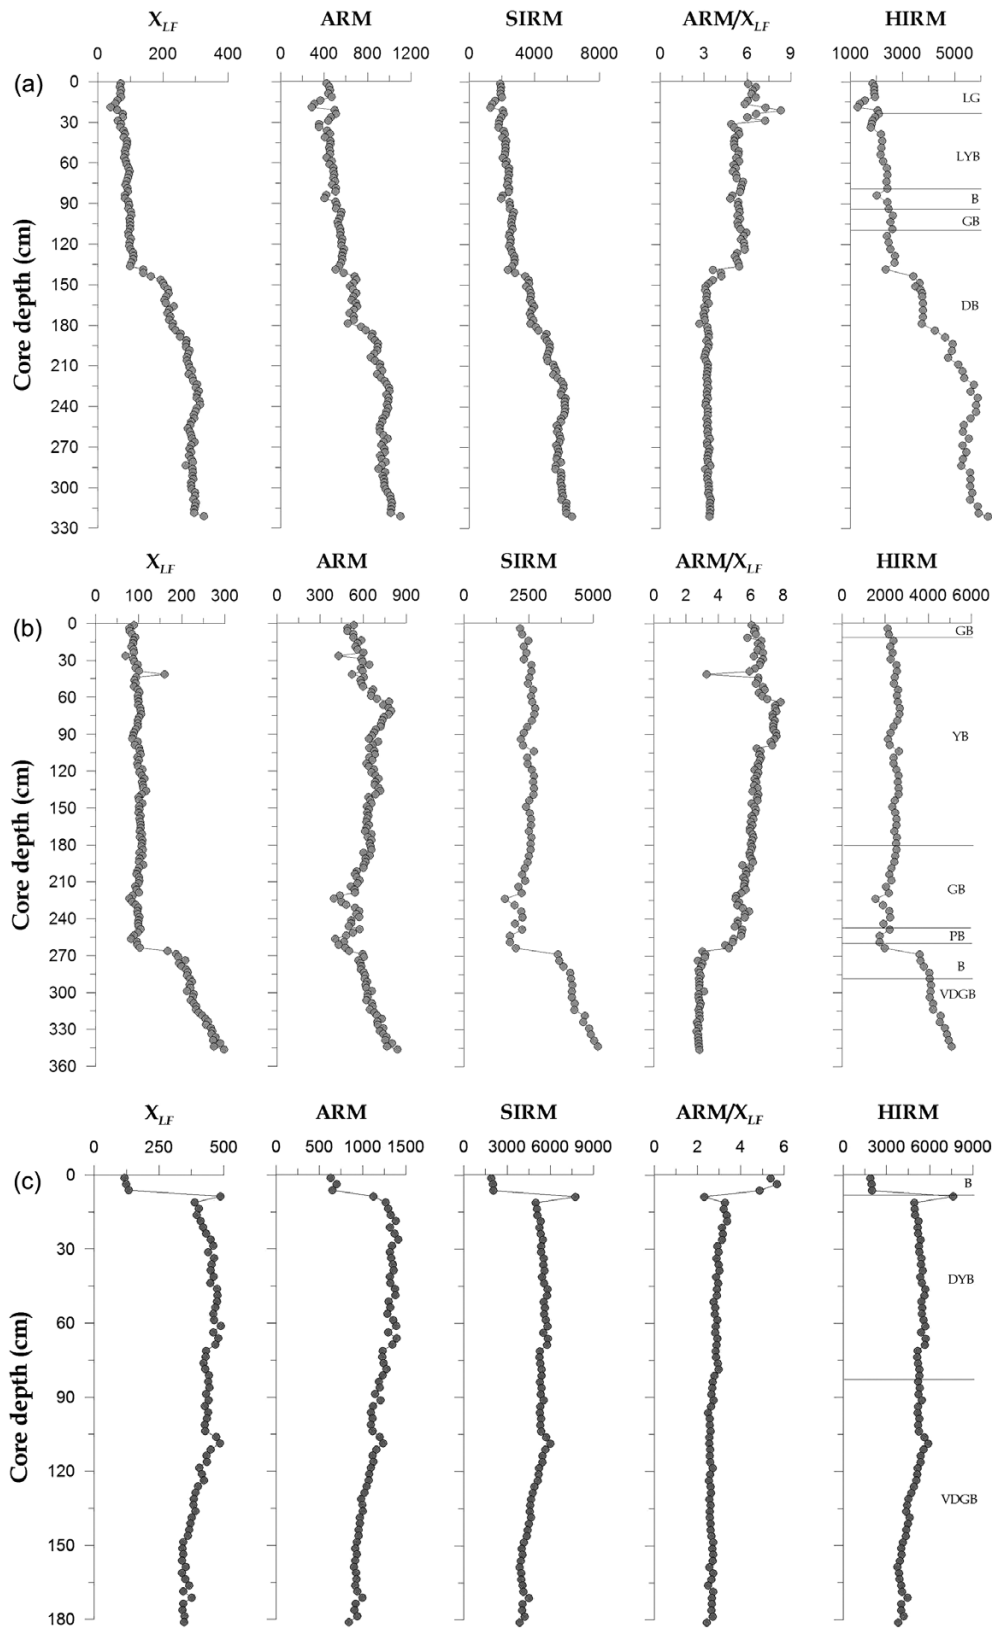 X_LF ARM SIRM ARM/X_LF HIRM
0 200 400 0 400 800 1200 0 2000 4000 6000 8000 0 3 6 9 1000 3000 5000
(a)
Core depth (cm)
0
30
60
90
120
150
180
210
240
270
300
330
LG
LYB
B
GB
DB
X_LF ARM SIRM ARM/X_LF HIRM
0 100 200 300 0 300 600 900 0 2500 5000 0 2 4 6 8 0 2000 4000 6000
(b)
Core depth (cm)
0
30
60
90
120
150
180
210
240
270
300
330
360
GB
YB
GB
PB
B
VDGB
X_LF ARM SIRM ARM/X_LF HIRM
0 500 0 500 1000 1500 0 3000 6000 9000 0 2 4 6 0 3000 6000 9000
(c)
Core depth (cm)
0
30
60
90
120
150
180
B
DYB
VDGB